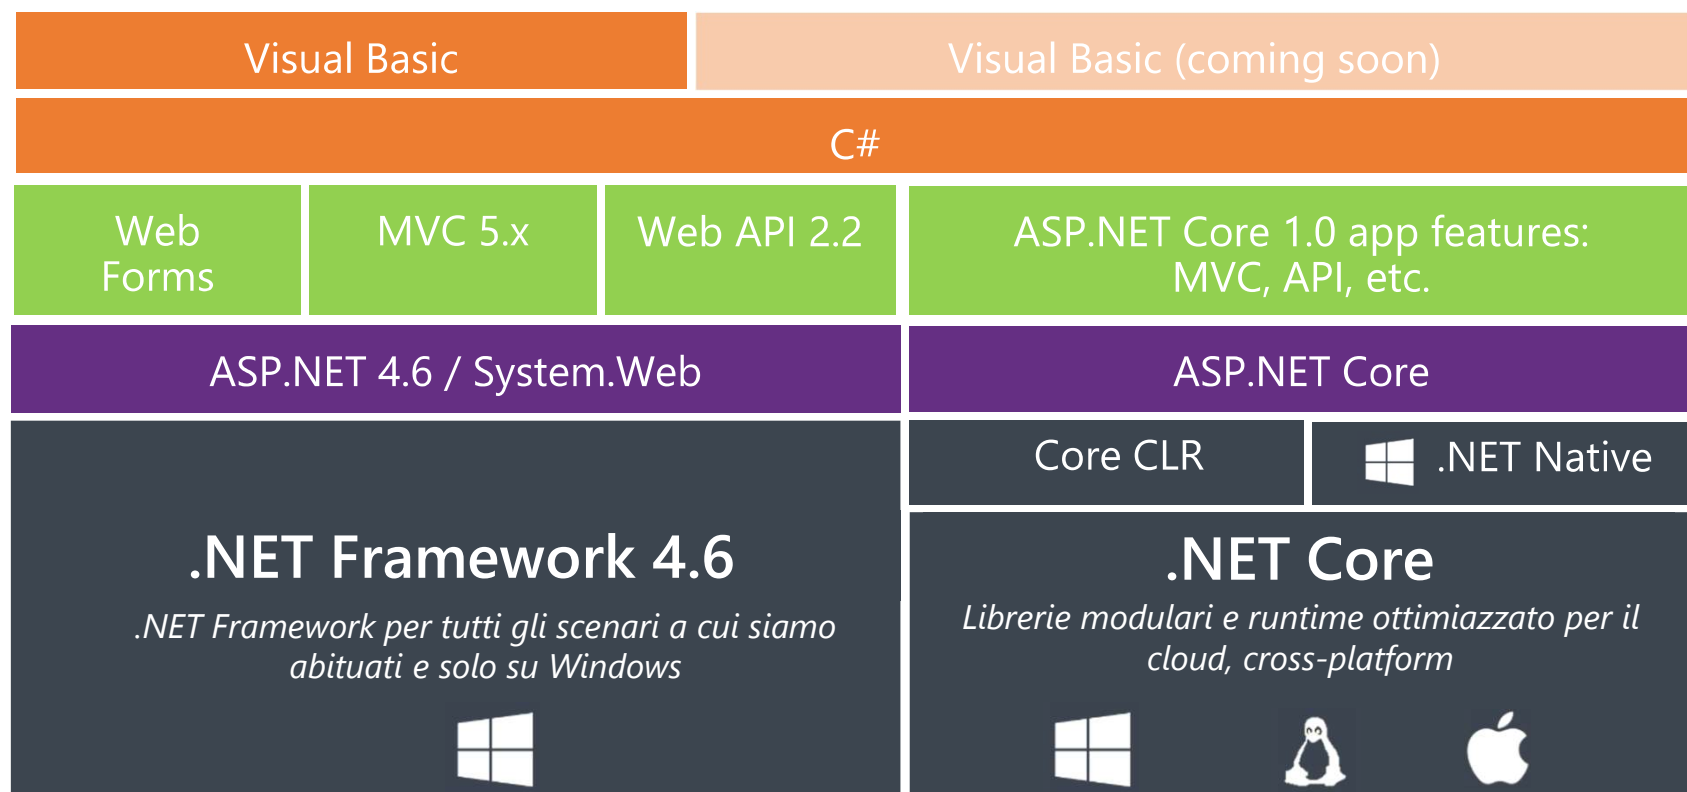 Visual Basic
Visual Basic (coming soon)
C#
Web
Forms
MVC 5.x
Web API 2.2
ASP.NET Core 1.0 app features:
MVC, API, etc.
ASP.NET 4.6 / System.Web
ASP.NET Core
Core CLR
.NET Native
.NET Framework 4.6
.NET Framework per tutti gli scenari a cui siamo
abituati e solo su Windows
.NET Core
Librerie modulari e runtime ottimiazzato per il
cloud, cross-platform